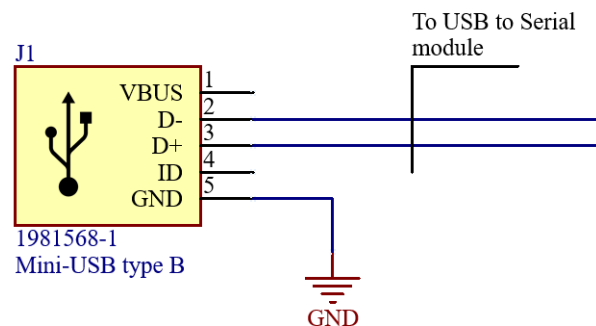 To USB to Serial
module
J1
VBUS 1
D- 2
D+ 3
ID 4
GND 5
1981568-1
Mini-USB type B
GND